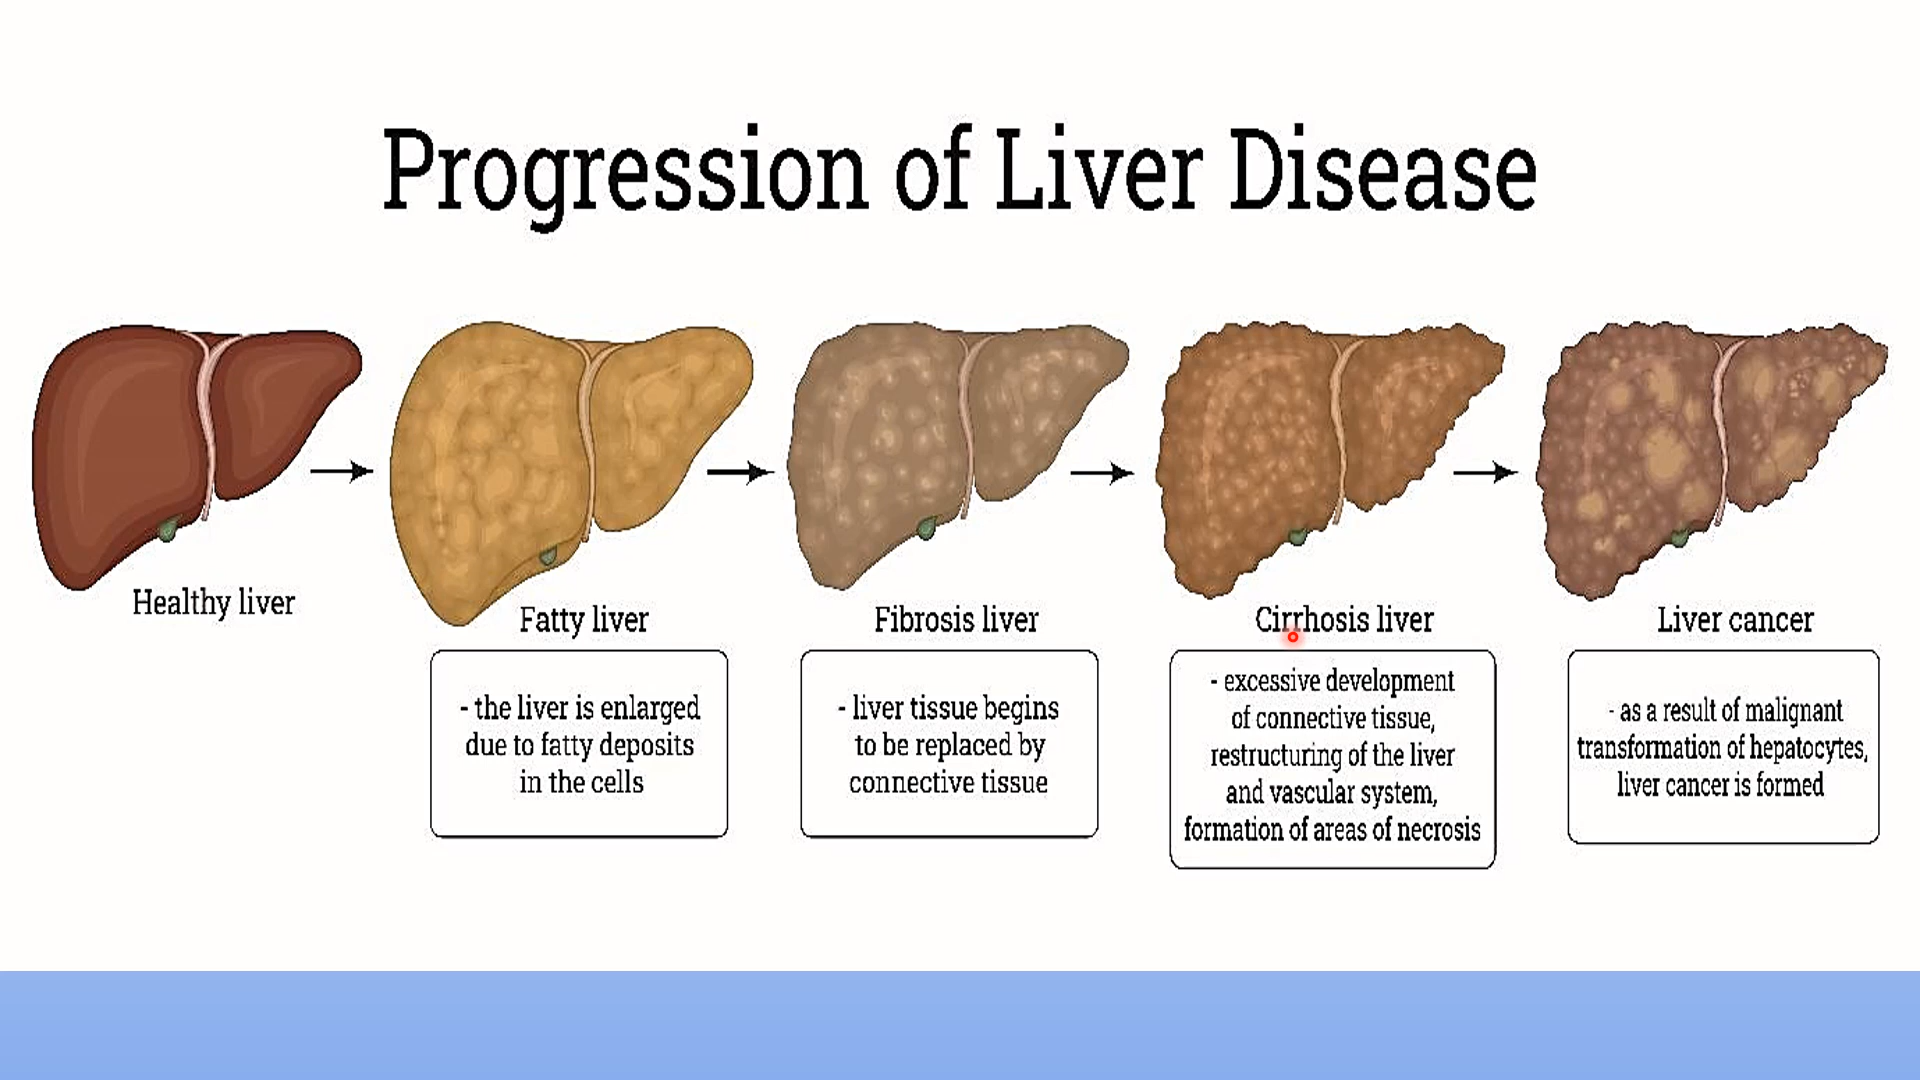 Progression of Liver Disease
Healthy liver
Fatty liver
- the liver is enlarged
due to fatty deposits
in the cells
Fibrosis liver
- liver tissue begins
to be replaced by
connective tissue
Cirrhosis liver
- excessive development
of connective tissue,
restructuring of the liver
and vascular system,
formation of areas of necrosis
Liver cancer
- as a result of malignant
transformation of hepatocytes,
liver cancer is formed